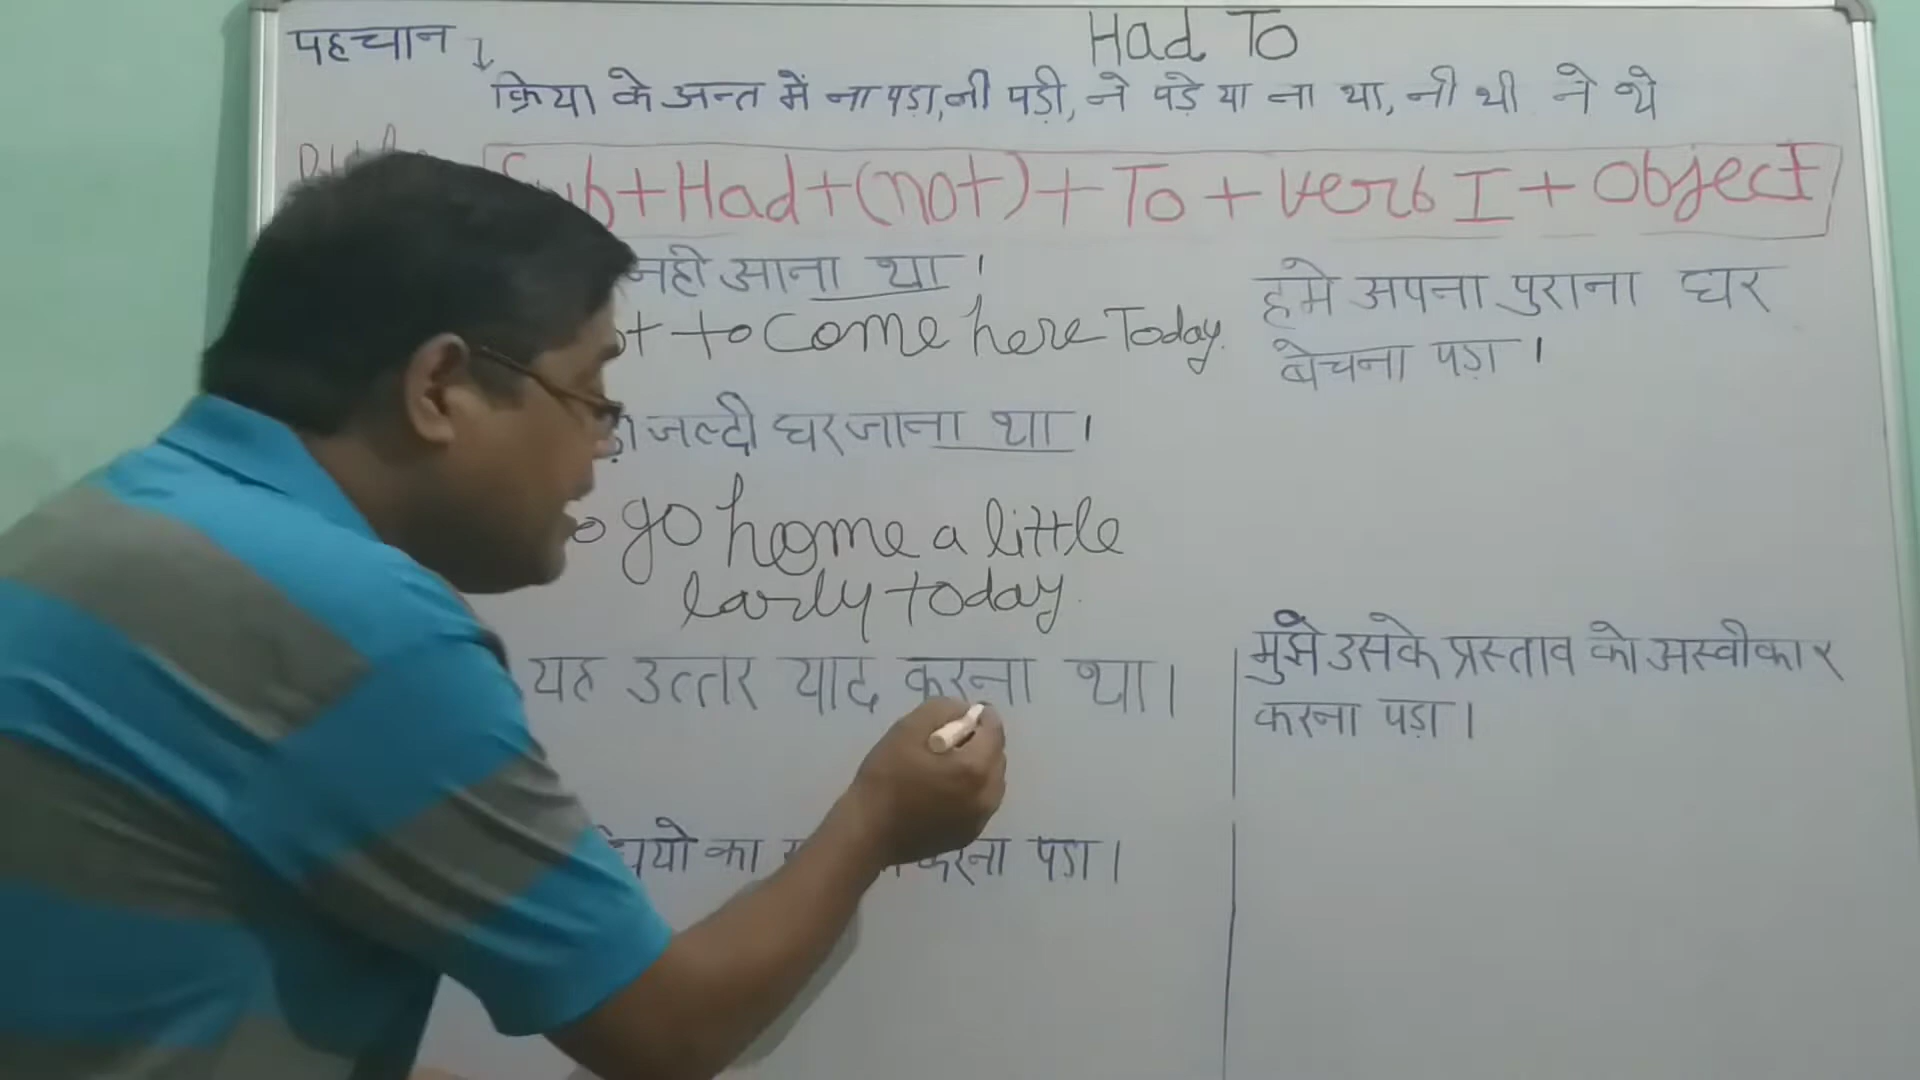 Had To
पहचान
क्रिया के अन्त में ना पड़ा, नी पड़ी, ने पड़े या ना था, नी थी ने थे
Sub+Had+(not)+To+verb I+Object
नही आना था।
to come here Today.
जल्दी घर जाना था।
go home a little
early today.
यह उत्तर याद करना था।
का करना पड़ा।
हमे अपना पुराना घर
बेचना पड़ा।
मुझे उसके प्रस्ताव को अस्वीकार
करना पड़ा।